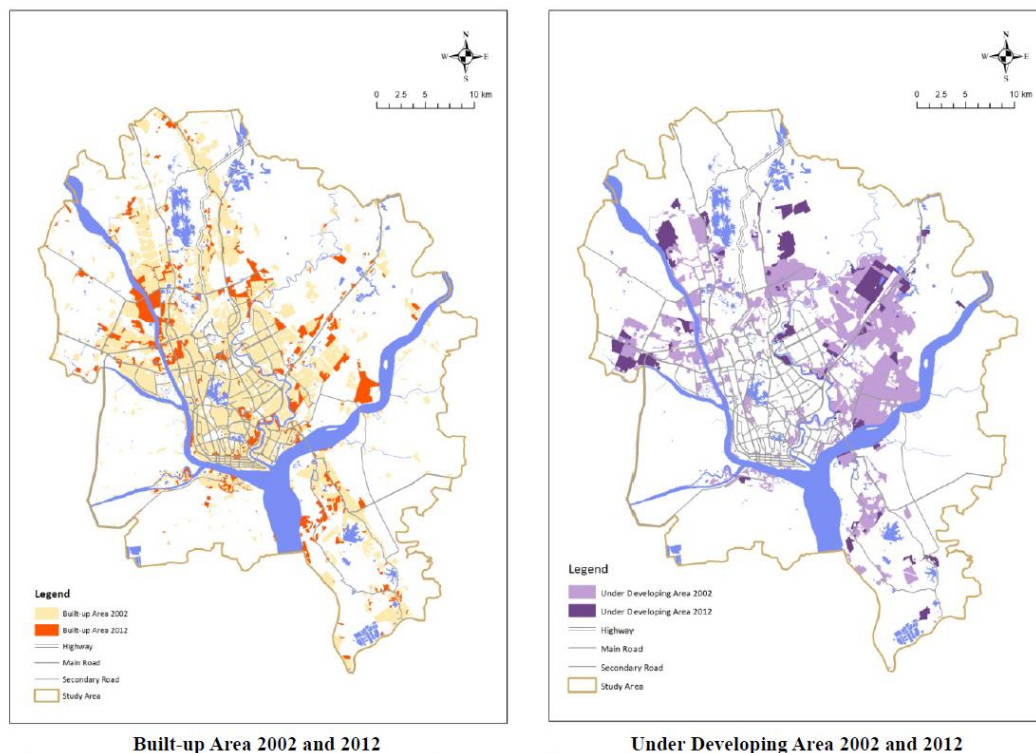 N
W E
S
0 2.5 5 10 km
Legend
Built-up Area 2002
Built-up Area 2012
Highway
Main Road
Secondary Road
Study Area
Built-up Area 2002 and 2012
N
W E
S
0 2.5 5 10 km
Legend
Under Developing Area 2002
Under Developing Area 2012
Highway
Main Road
Secondary Road
Study Area
Under Developing Area 2002 and 2012